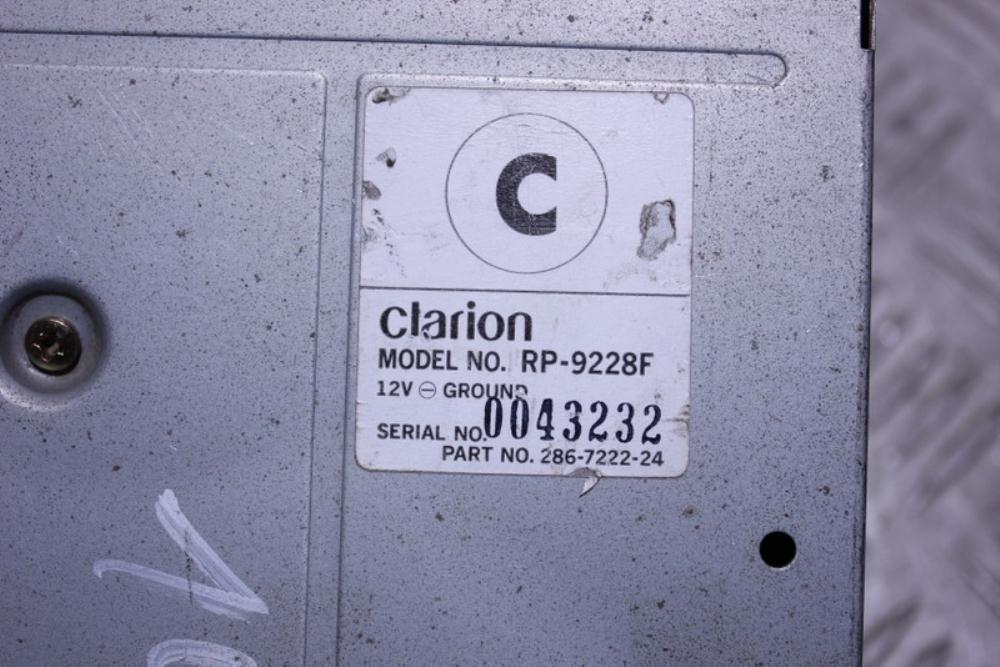 C
clarion
MODEL NO. RP-9228F
12V ⊖ GROUND
SERIAL NO. 0043232
PART NO. 286-7222-24